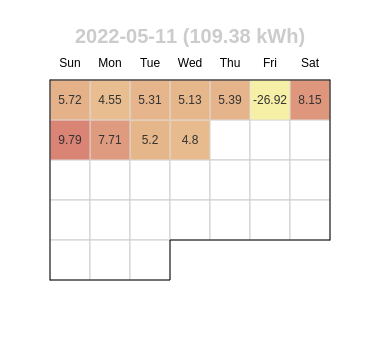 2022-05-11 (109.38 kWh)
Sun Mon Tue Wed Thu Fri Sat
5.72 4.55 5.31 5.13 5.39 -26.92 8.15
9.79 7.71 5.2 4.8